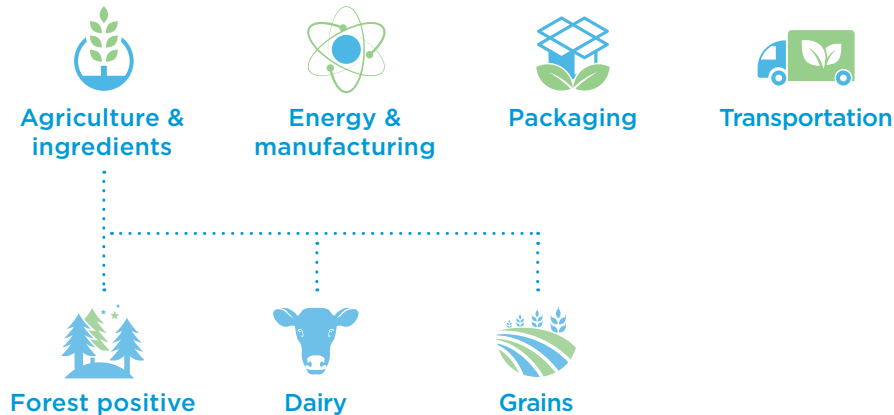 Agriculture &
ingredients
Energy &
manufacturing
Packaging
Transportation
Forest positive
Dairy
Grains